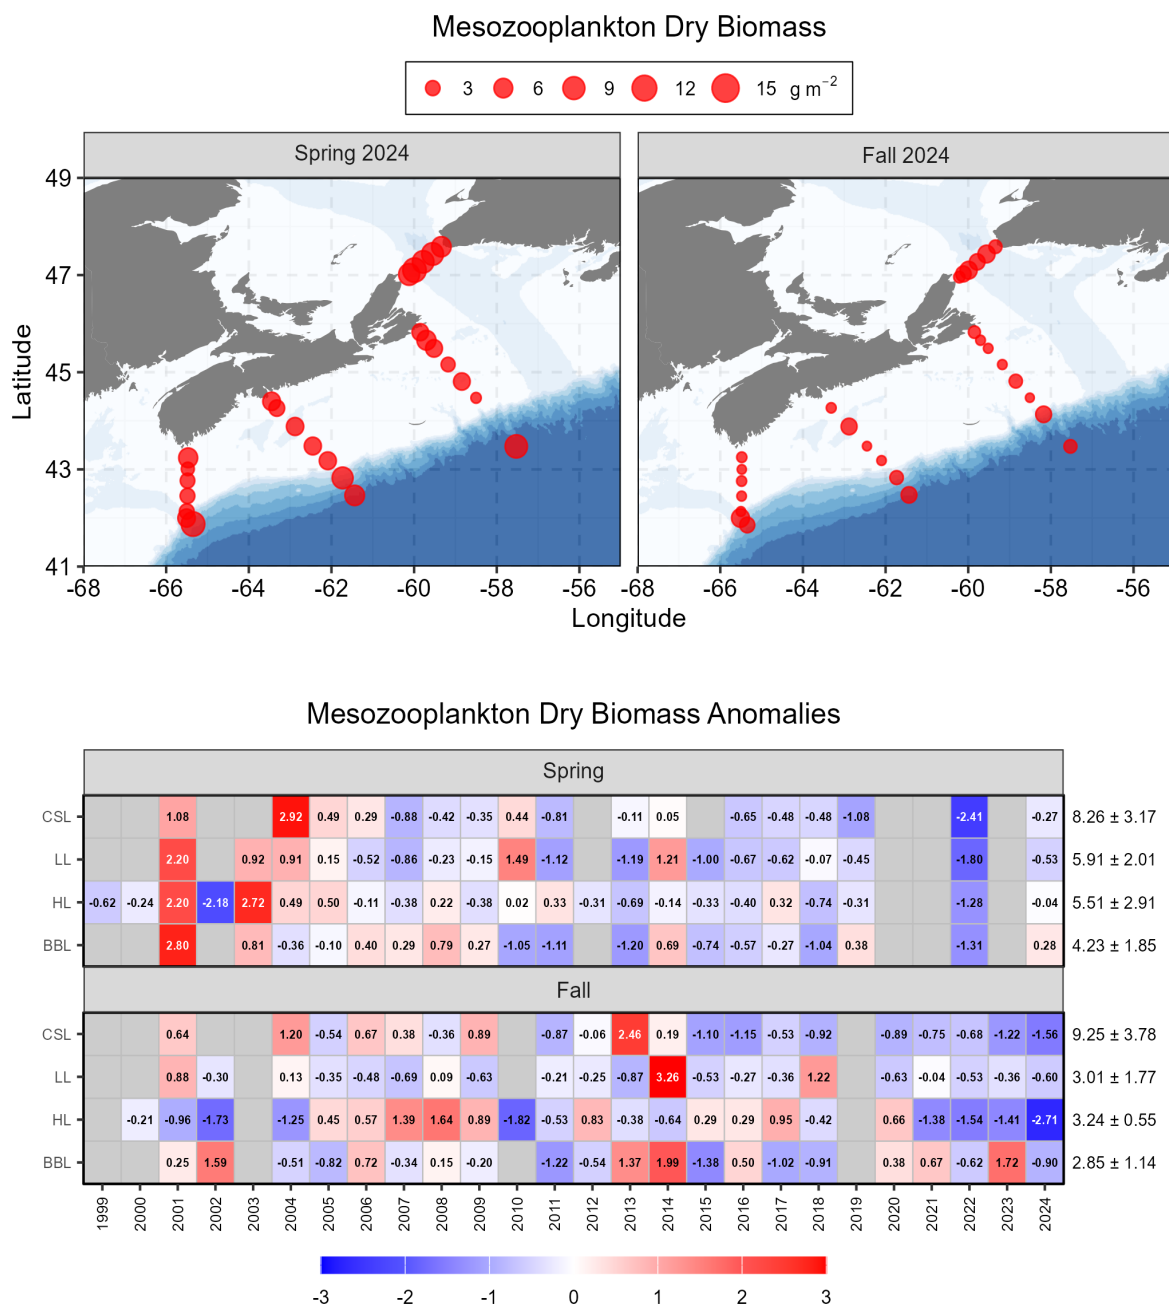 Mesozooplankton Dry Biomass
3 6 9 12 15 g m−2
Spring 2024 Fall 2024
49
47
45
43
41
Latitude
-68 -66 -64 -62 -60 -58 -56 -68 -66 -64 -62 -60 -58 -56
Longitude
Mesozooplankton Dry Biomass Anomalies
Spring
CSL 1.08 2.92 0.49 0.29 -0.88 -0.42 -0.35 0.44 -0.81 -0.11 0.05 -0.65 -0.48 -0.48 -1.08 -2.41 -0.27 8.26 ± 3.17
LL 2.20 0.92 0.91 0.15 -0.52 -0.86 -0.23 -0.15 1.49 -1.12 -1.19 1.21 -1.00 -0.67 -0.62 -0.07 -0.45 -1.80 -0.53 5.91 ± 2.01
HL -0.62 -0.24 2.20 -2.18 2.72 0.49 0.50 -0.11 -0.38 0.22 -0.38 0.02 0.33 -0.31 -0.69 -0.14 -0.33 -0.40 0.32 -0.74 -0.31 -1.28 -0.04 5.51 ± 2.91
BBL 2.80 0.81 -0.36 -0.10 0.40 0.29 0.79 0.27 -1.05 -1.11 -1.20 0.69 -0.74 -0.57 -0.27 -1.04 0.38 -1.31 0.28 4.23 ± 1.85
Fall
CSL 0.64 1.20 -0.54 0.67 0.38 -0.36 0.89 -0.87 -0.06 2.46 0.19 -1.10 -1.15 -0.53 -0.92 -0.89 -0.75 -0.68 -1.22 -1.56 9.25 ± 3.78
LL 0.88 -0.30 0.13 -0.35 -0.48 -0.69 0.09 -0.63 -0.21 -0.25 -0.87 3.26 -0.53 -0.27 -0.36 1.22 -0.63 -0.04 -0.53 -0.36 -0.60 3.01 ± 1.77
HL -0.21 -0.96 -1.73 -1.25 0.45 0.57 1.39 1.64 0.89 -1.82 -0.53 0.83 -0.38 -0.64 0.29 0.29 0.95 -0.42 0.66 -1.38 -1.54 -1.41 -2.71 3.24 ± 0.55
BBL 0.25 1.59 -0.51 -0.82 0.72 -0.34 0.15 -0.20 -1.22 -0.54 1.37 1.99 -1.38 0.50 -1.02 -0.91 0.38 0.67 -0.62 1.72 -0.90 2.85 ± 1.14
1999 2000 2001 2002 2003 2004 2005 2006 2007 2008 2009 2010 2011 2012 2013 2014 2015 2016 2017 2018 2019 2020 2021 2022 2023 2024
-3 -2 -1 0 1 2 3